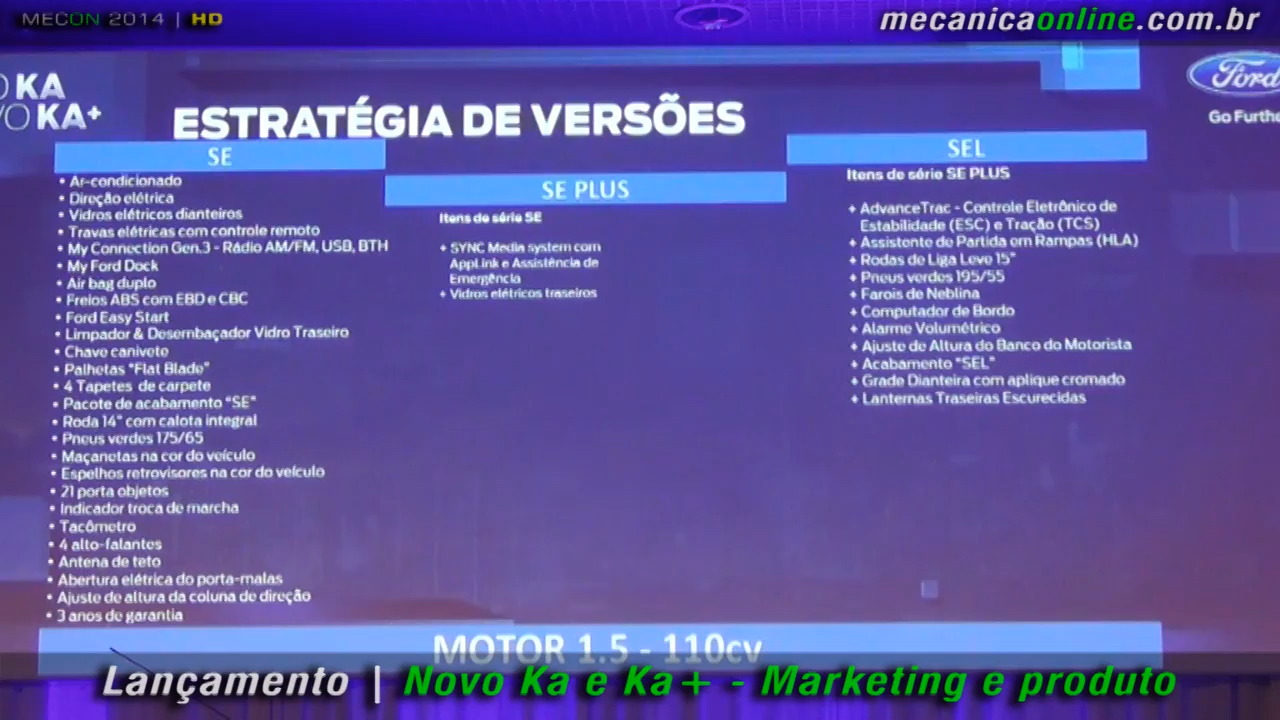 MECON 2014 | HD
mecanicaonline.com.br
KA
KA+
Ford
Go Furth
ESTRATÉGIA DE VERSÕES
SE
• Ar-condicionado
• Direção elétrica
• Vidros elétricos dianteiros
• Travas elétricas com controle remoto
• My Connection Gen.3 - Rádio AM/FM, USB, BTH
• My Ford Dock
• Air bag duplo
• Freios ABS com EBD e CBC
• Ford Easy Start
• Limpador & Desembaçador Vidro Traseiro
• Chave canivete
• Palhetas "Flat Blade"
• 4 Tapetes de carpete
• Pacote de acabamento "SE"
• Roda 14" com calota integral
• Pneus verdes 175/65
• Maçanetas na cor do veículo
• Espelhos retrovisores na cor do veículo
• 21 porta objetos
• Indicador troca de marcha
• Tacômetro
• 4 alto-falantes
• Antena de teto
• Abertura elétrica do porta-malas
• Ajuste de altura da coluna de direção
• 3 anos de garantia
SE PLUS
Itens de série SE
+ SYNC Media system com
AppLink e Assistência de
Emergência
+ Vidros elétricos traseiros
SEL
Itens de série SE PLUS
+ AdvanceTrac - Controle Eletrônico de
Estabilidade (ESC) e Tração (TCS)
+ Assistente de Partida em Rampas (HLA)
+ Rodas de Liga Leve 15"
+ Pneus verdes 195/55
+ Farois de Neblina
+ Computador de Bordo
+ Alarme Volumétrico
+ Ajuste de Altura do Banco do Motorista
+ Acabamento "SEL"
+ Grade Dianteira com aplique cromado
+ Lanternas Traseiras Escurecidas
MOTOR 1.5 - 110cv
Lançamento | Novo Ka e Ka+ - Marketing e produto